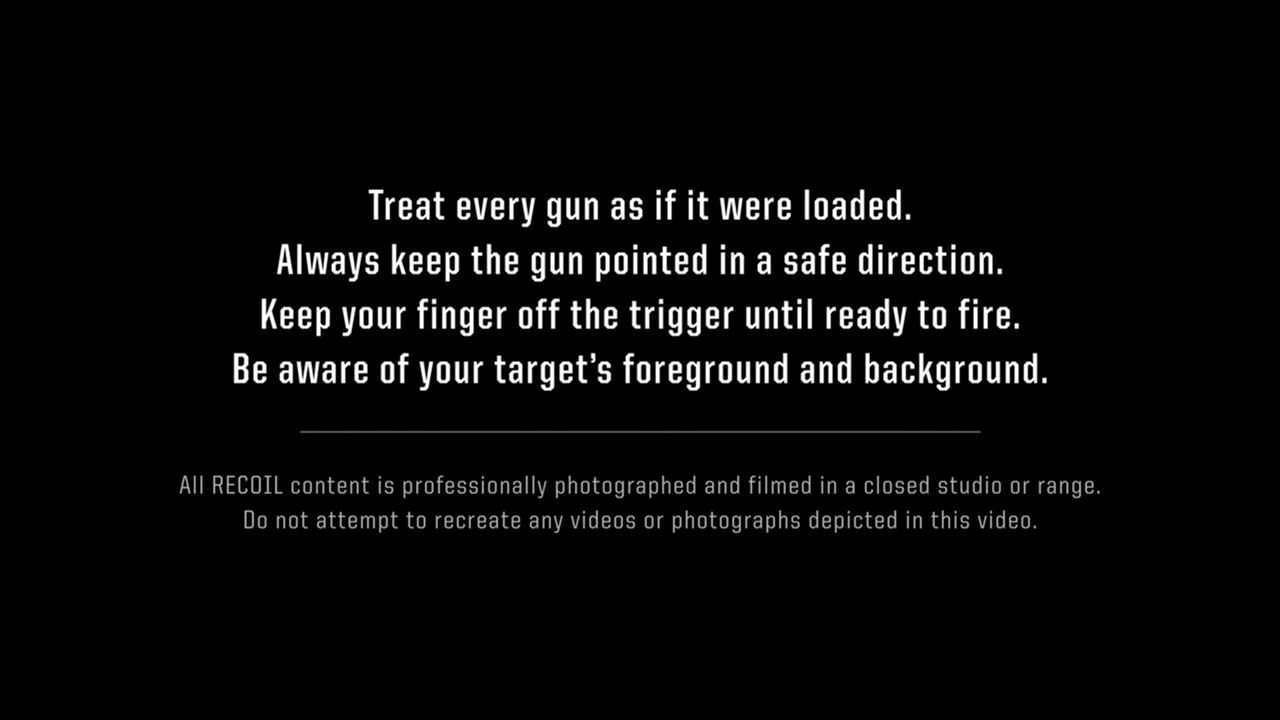 Treat every gun as if it were loaded.
Always keep the gun pointed in a safe direction.
Keep your finger off the trigger until ready to fire.
Be aware of your target’s foreground and background.
All RECOIL content is professionally photographed and filmed in a closed studio or range.
Do not attempt to recreate any videos or photographs depicted in this video.